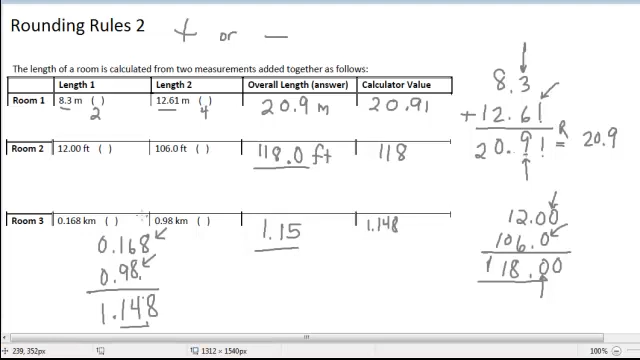 Rounding Rules 2 + or —
The length of a room is calculated from two measurements added together as follows:
Length 1 Length 2 Overall Length (answer) Calculator Value
Room 1 8.3 m ( ) 12.61 m ( ) 20.9 m 20.91
2 4
Room 2 12.00 ft ( ) 106.0 ft ( ) 118.0 ft 118
Room 3 0.168 km ( ) 0.98 km ( ) 1.15 1.148
0.168
0.98
1.148
8.3
+ 12.61
20.91 R = 20.9
12.00
106.0
118.00
239, 352px 1312 × 1540px 100%